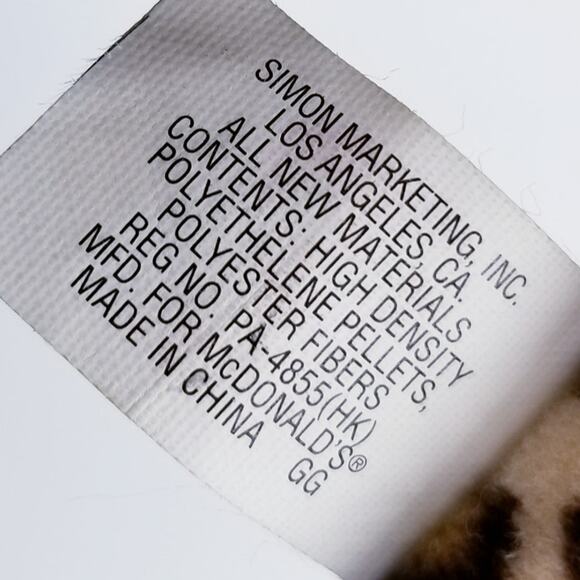 SIMON MARKETING, INC.
LOS ANGELES, CA.
ALL NEW MATERIALS
CONTENTS: HIGH DENSITY
POLYETHELENE PELLETS,
POLYESTER FIBERS
REG NO. PA-4855(HK)
MFD. FOR McDONALD'S®
MADE IN CHINA GG